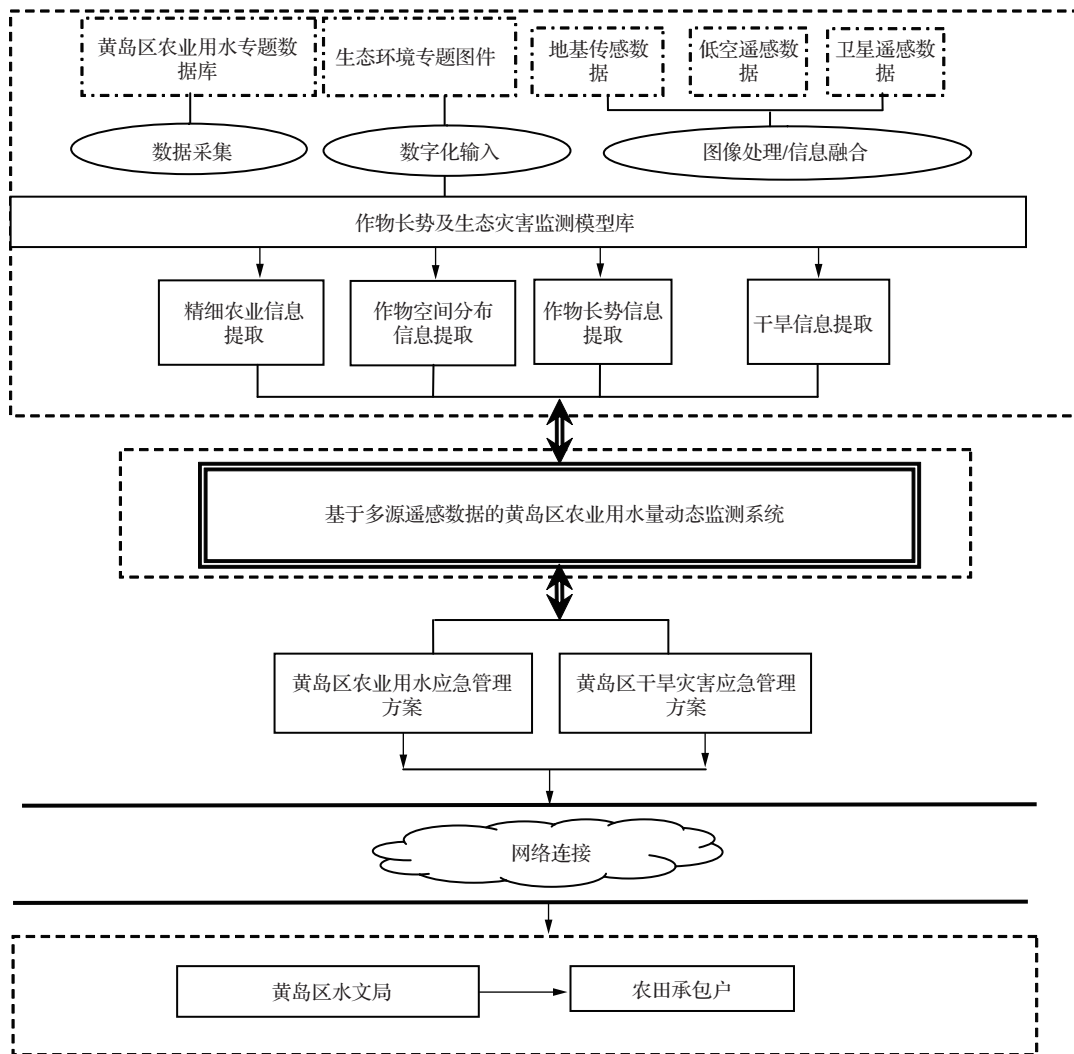 黄岛区农业用水专题数
据库
生态环境专题图件
地基传感数
据
低空遥感数
据
卫星遥感数
据
数据采集
数字化输入
图像处理/信息融合
作物长势及生态灾害监测模型库
精细农业信息
提取
作物空间分布
信息提取
作物长势信息
提取
干旱信息提取
基于多源遥感数据的黄岛区农业用水量动态监测系统
黄岛区农业用水应急管理
方案
黄岛区干旱灾害应急管理
方案
网络连接
黄岛区水文局
农田承包户